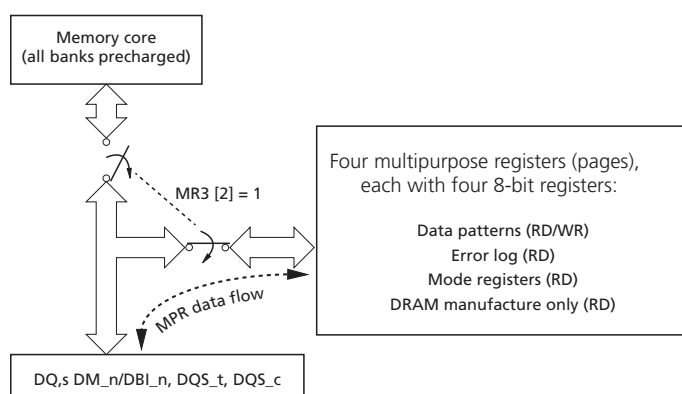 Memory core
(all banks precharged)
MR3 [2] = 1
MPR data flow
DQ,s DM_n/DBI_n, DQS_t, DQS_c
Four multipurpose registers (pages),
each with four 8-bit registers:
Data patterns (RD/WR)
Error log (RD)
Mode registers (RD)
DRAM manufacture only (RD)